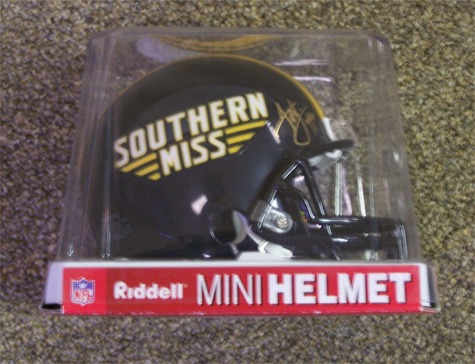 SOUTHERN
MISS
NFL
Riddell MINI HELMET